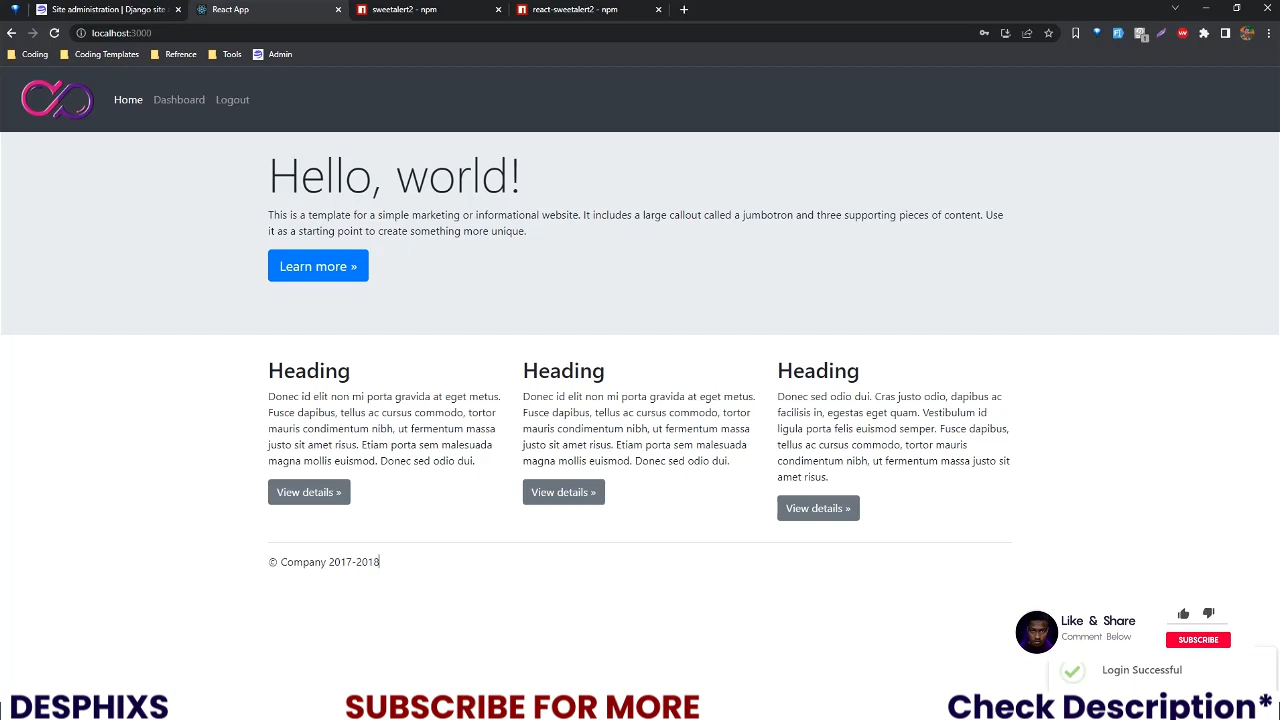 Site administration | Django site
React App
sweetaler2 - npm
react-sweetaler2 - npm
localhost:3000
Coding
Coding Templates
Refrence
Tools
Admin
Home
Dashboard
Logout
Hello, world!
This is a template for a simple marketing or informational website. It includes a large callout called a jumbotron and three supporting pieces of content. Use
it as a starting point to create something more unique.
Learn more »
Heading
Donec id elit non mi porta gravida at eget metus.
Fusce dapibus, tellus ac cursus commodo, tortor
mauris condimentum nibh, ut fermentum massa
justo sit amet risus. Etiam porta sem malesuada
magna mollis euismod. Donec sed odio dui.
View details »
Heading
Donec id elit non mi porta gravida at eget metus.
Fusce dapibus, tellus ac cursus commodo, tortor
mauris condimentum nibh, ut fermentum massa
justo sit amet risus. Etiam porta sem malesuada
magna mollis euismod. Donec sed odio dui.
View details »
Heading
Donec sed odio dui. Cras justo odio, dapibus ac
facilisis in, egestas eget quam. Vestibulum id
ligula porta felis euismod semper. Fusce dapibus,
tellus ac cursus commodo, tortor mauris
condimentum nibh, ut fermentum massa justo sit
amet risus.
View details »
© Company 2017-2018
Like & Share
Comment Below
SUBSCRIBE
Login Successful
DESPHIXS
SUBSCRIBE FOR MORE
Check Description*